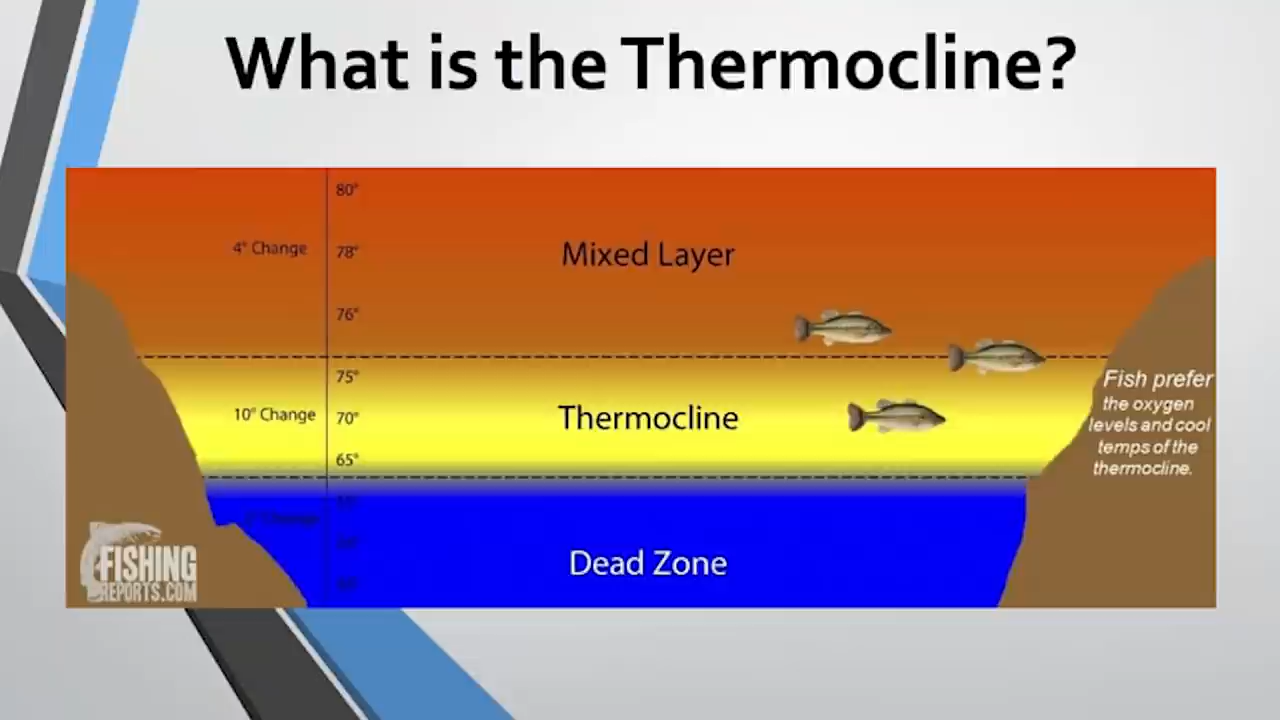 What is the Thermocline?
80°
4° Change
78°
Mixed Layer
76°
75°
10° Change
70°
Thermocline
65°
Fish prefer
the oxygen
levels and cool
temps of the
thermocline.
Dead Zone
FISHING
REPORTS.COM